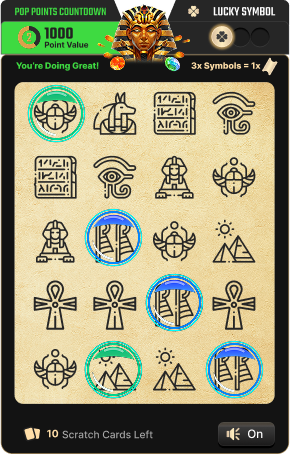 POP POINTS COUNTDOWN
LUCKY SYMBOL
1000
Point Value
You're Doing Great!
3x Symbols = 1x
10 Scratch Cards Left
On